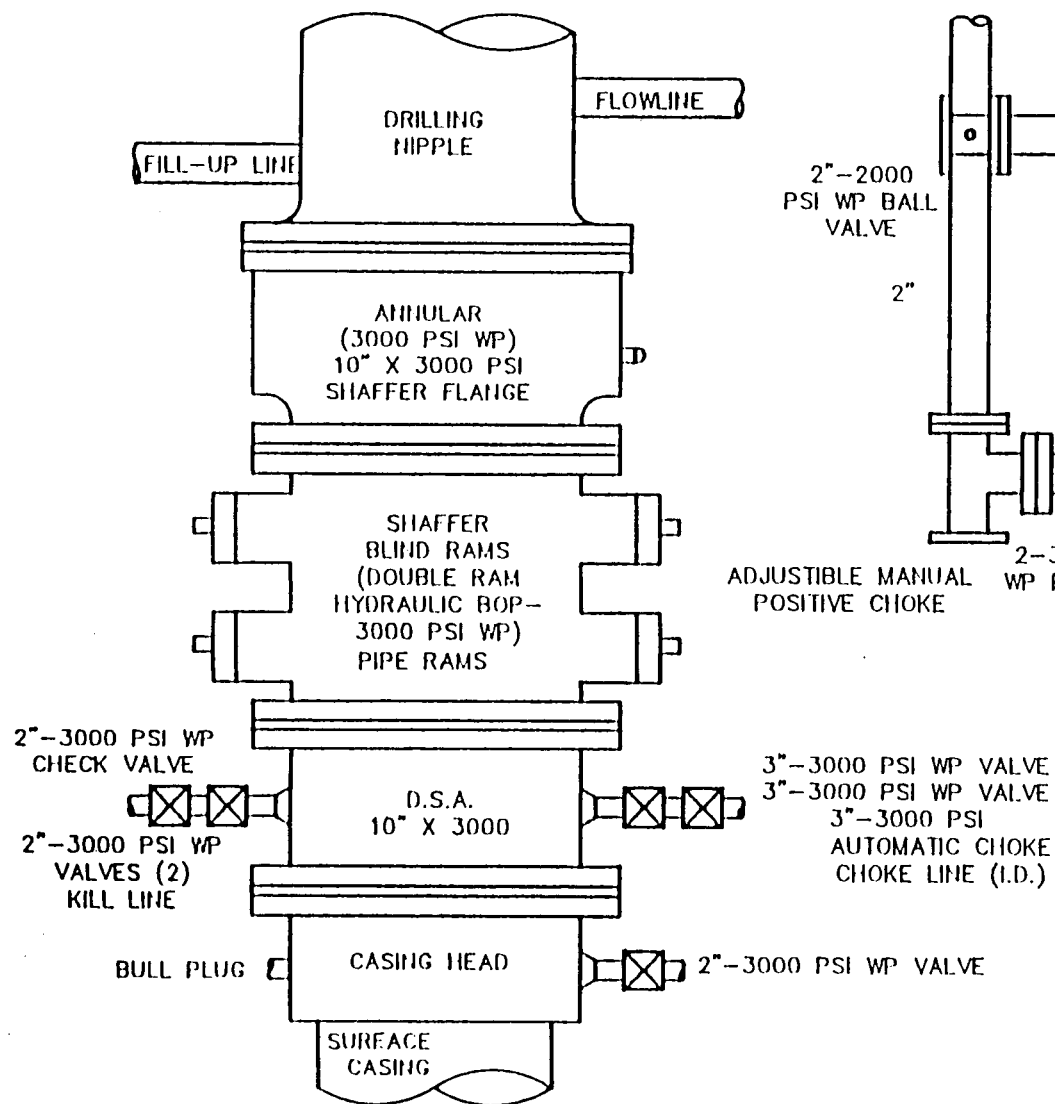 DRILLING
NIPPLE
FLOWLINE
FILL-UP LINE
ANNULAR
(3000 PSI WP)
10" X 3000 PSI
SHAFFER FLANGE
SHAFFER
BLIND RAMS
(DOUBLE RAM
HYDRAULIC BOP-
3000 PSI WP)
PIPE RAMS
2"-3000 PSI WP
CHECK VALVE
2"-3000 PSI WP
VALVES (2)
KILL LINE
D.S.A.
10" X 3000
3"-3000 PSI WP VALVE
3"-3000 PSI WP VALVE
3"-3000 PSI
AUTOMATIC CHOKE
CHOKE LINE (I.D.)
BULL PLUG
CASING HEAD
2"-3000 PSI WP VALVE
SURFACE
CASING
2"-2000
PSI WP BALL
VALVE
2"
ADJUSTIBLE MANUAL
POSITIVE CHOKE
WP